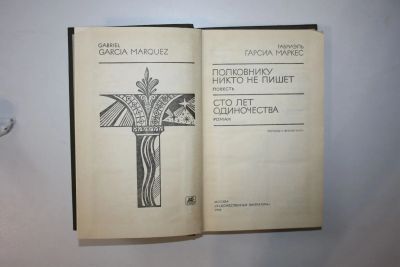 GABRIEL
GARCIA MARQUEZ
ГАБРИЭЛЬ
ГАРСИА МАРКЕС
ПОЛКОВНИКУ
НИКТО НЕ ПИШЕТ
ПОВЕСТЬ
СТО ЛЕТ
ОДИНОЧЕСТВА
РОМАН
МОСКВА
«ХУДОЖЕСТВЕННАЯ ЛИТЕРАТУРА»